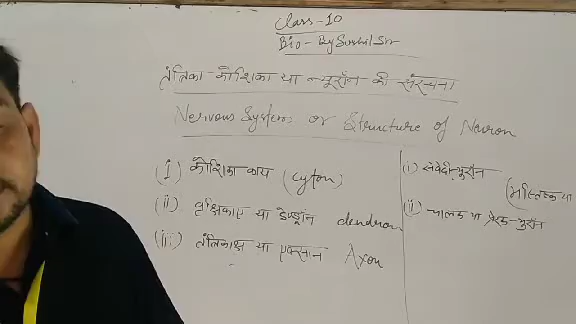 Class-10
Bio- By Sushil Sir
तंत्रिका कोशिका या न्यूरॉन की संरचना
Nervous System or Structure of Neuron
(i) कोशिका काय (cyton)
(ii) वृक्षिकाएं या डेण्ड्रॉन dendron
(iii) तंत्रिकाक्ष या एक्सान Axon
(i) संवेदी न्यूरॉन
(मस्तिष्क या
(ii) चालक या प्रेरक-न्यूरॉन